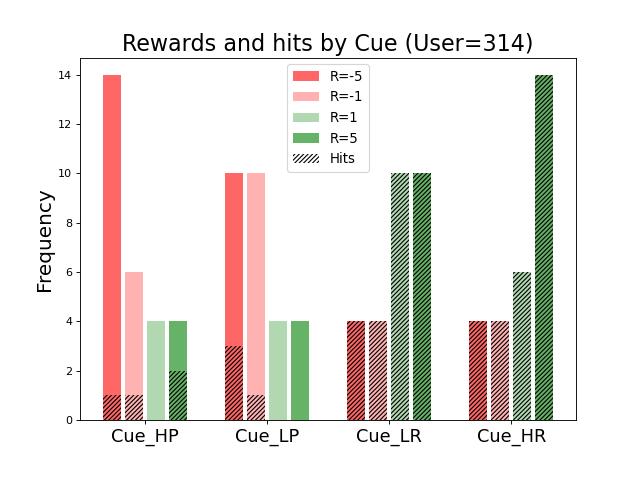 Rewards and hits by Cue (User=314)
R=-5
R=-1
R=1
R=5
Hits
Frequency
14
12
10
8
6
4
2
0
Cue_HP
Cue_LP
Cue_LR
Cue_HR